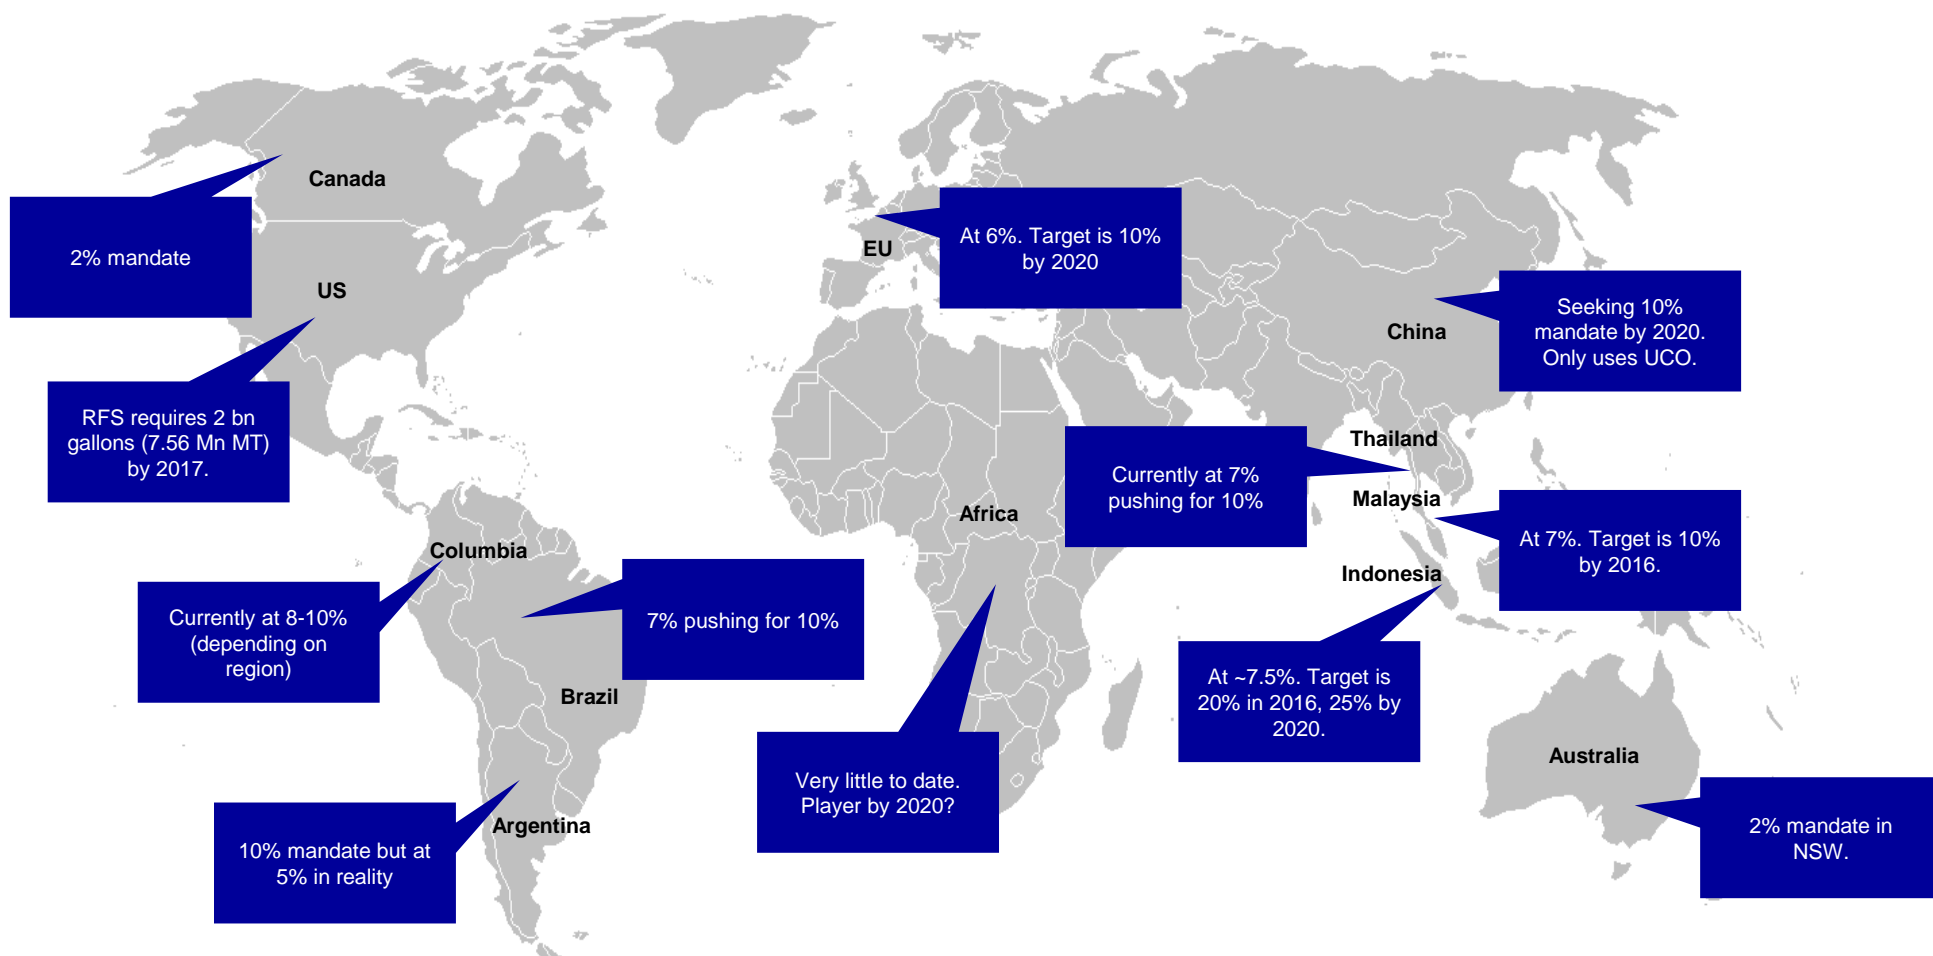 Canada
2% mandate
US
RFS requires 2 bn
gallons (7.56 Mn MT)
by 2017.
EU
At 6%. Target is 10%
by 2020
China
Seeking 10%
mandate by 2020.
Only uses UCO.
Thailand
Currently at 7%
pushing for 10%
Malaysia
At 7%. Target is 10%
by 2016.
Indonesia
At ~7.5%. Target is
20% in 2016, 25% by
2020.
Africa
Very little to date.
Player by 2020?
Columbia
Currently at 8-10%
(depending on
region)
7% pushing for 10%
Brazil
Argentina
10% mandate but at
5% in reality
Australia
2% mandate in
NSW.